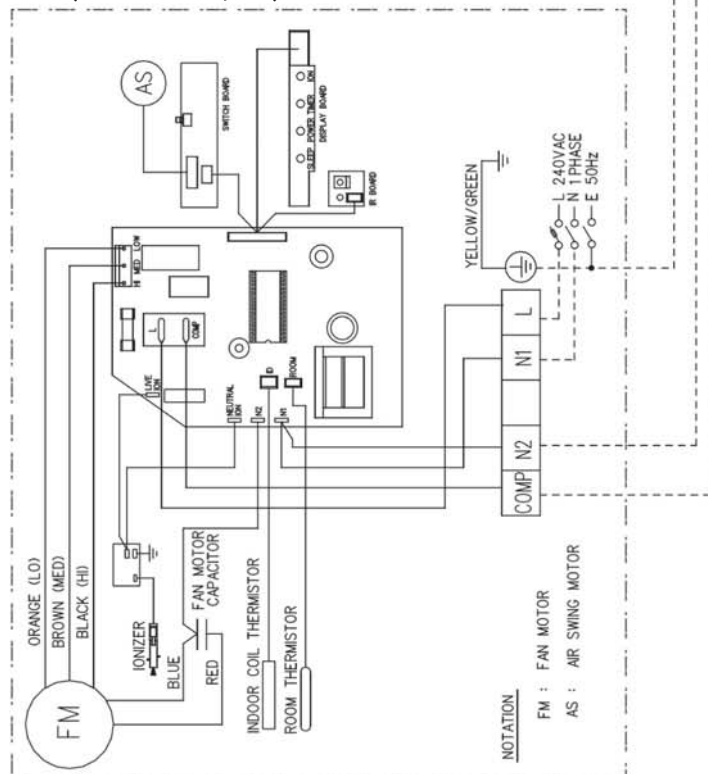 AS
SWITCH BOARD
ION
POWER TIMER
SLEEP
DISPLAY BOARD
IR BOARD
HI MED LOW
L
COMP
LIVE
ION
NEUTRAL
ION
N2
N1
ID
ROOM
ORANGE (LO)
BROWN (MED)
BLACK (HI)
FM
IONIZER
BLUE
RED
FAN MOTOR
CAPACITOR
INDOOR COIL THERMISTOR
ROOM THERMISTOR
YELLOW/GREEN
L 240VAC
N 1PHASE
E 50Hz
L
N1
N2
COMP
NOTATION
FM : FAN MOTOR
AS : AIR SWING MOTOR